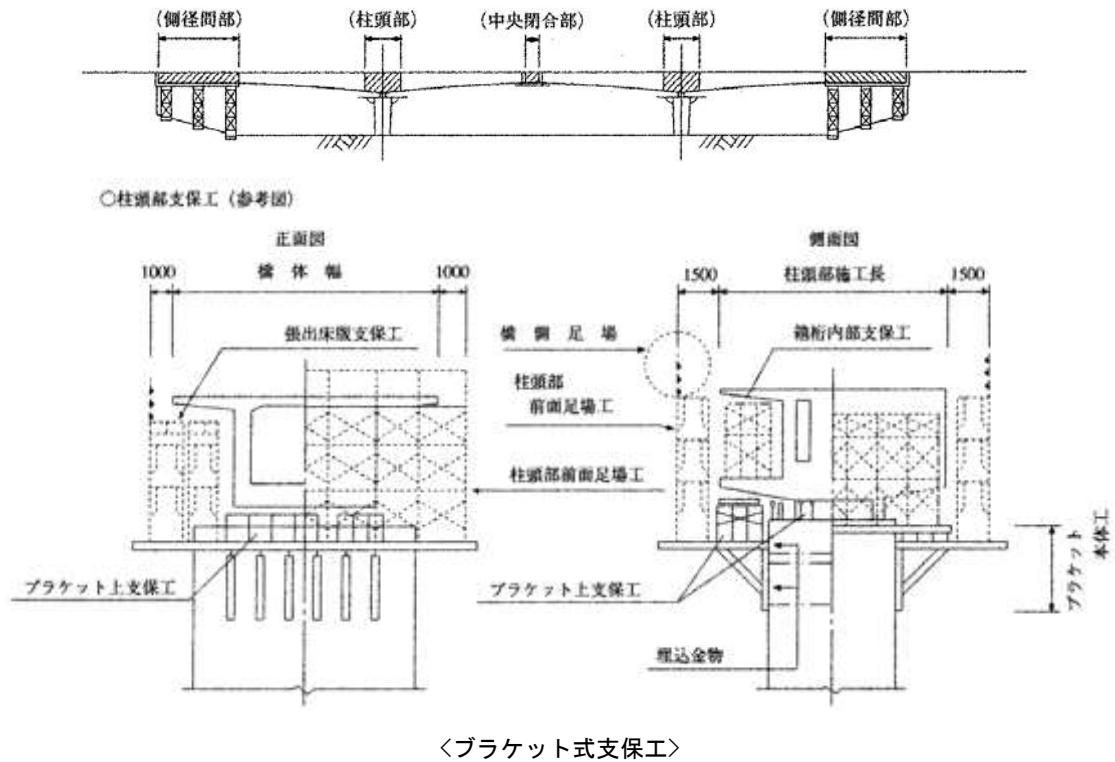 (側径間部) (柱頭部) (中央閉合部) (柱頭部) (側径間部)
○柱頭部支保工 (参考図)
正面図
側面図
1000 橋体幅 1000
1500 柱頭部施工長 1500
張出床版支保工
橋側足場
箱桁内部支保工
柱頭部
前面足場工
柱頭部前面足場工
ブラケット上支保工
ブラケット上支保工
ブラケット
本体工
埋込金物
<ブラケット式支保工>